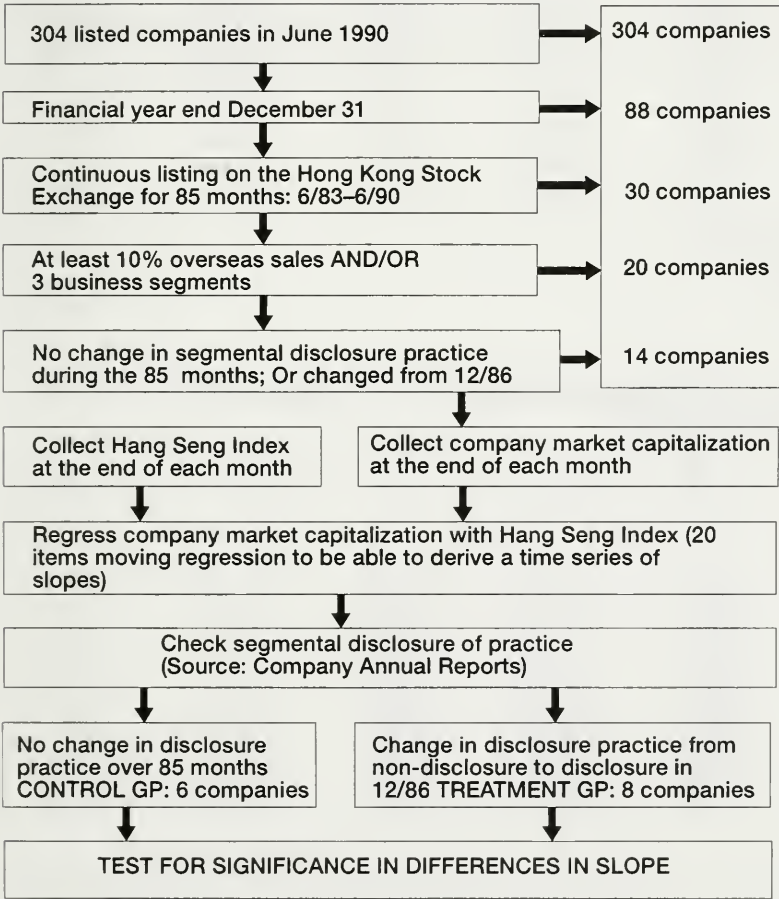 304 listed companies in June 1990
304 companies
Financial year end December 31
88 companies
Continuous listing on the Hong Kong Stock
Exchange for 85 months: 6/83–6/90
30 companies
At least 10% overseas sales AND/OR
3 business segments
20 companies
No change in segmental disclosure practice
during the 85 months; Or changed from 12/86
14 companies
Collect Hang Seng Index
at the end of each month
Collect company market capitalization
at the end of each month
Regress company market capitalization with Hang Seng Index (20
items moving regression to be able to derive a time series of
slopes)
Check segmental disclosure of practice
(Source: Company Annual Reports)
No change in disclosure
practice over 85 months
CONTROL GP: 6 companies
Change in disclosure practice from
non-disclosure to disclosure in
12/86 TREATMENT GP: 8 companies
TEST FOR SIGNIFICANCE IN DIFFERENCES IN SLOPE